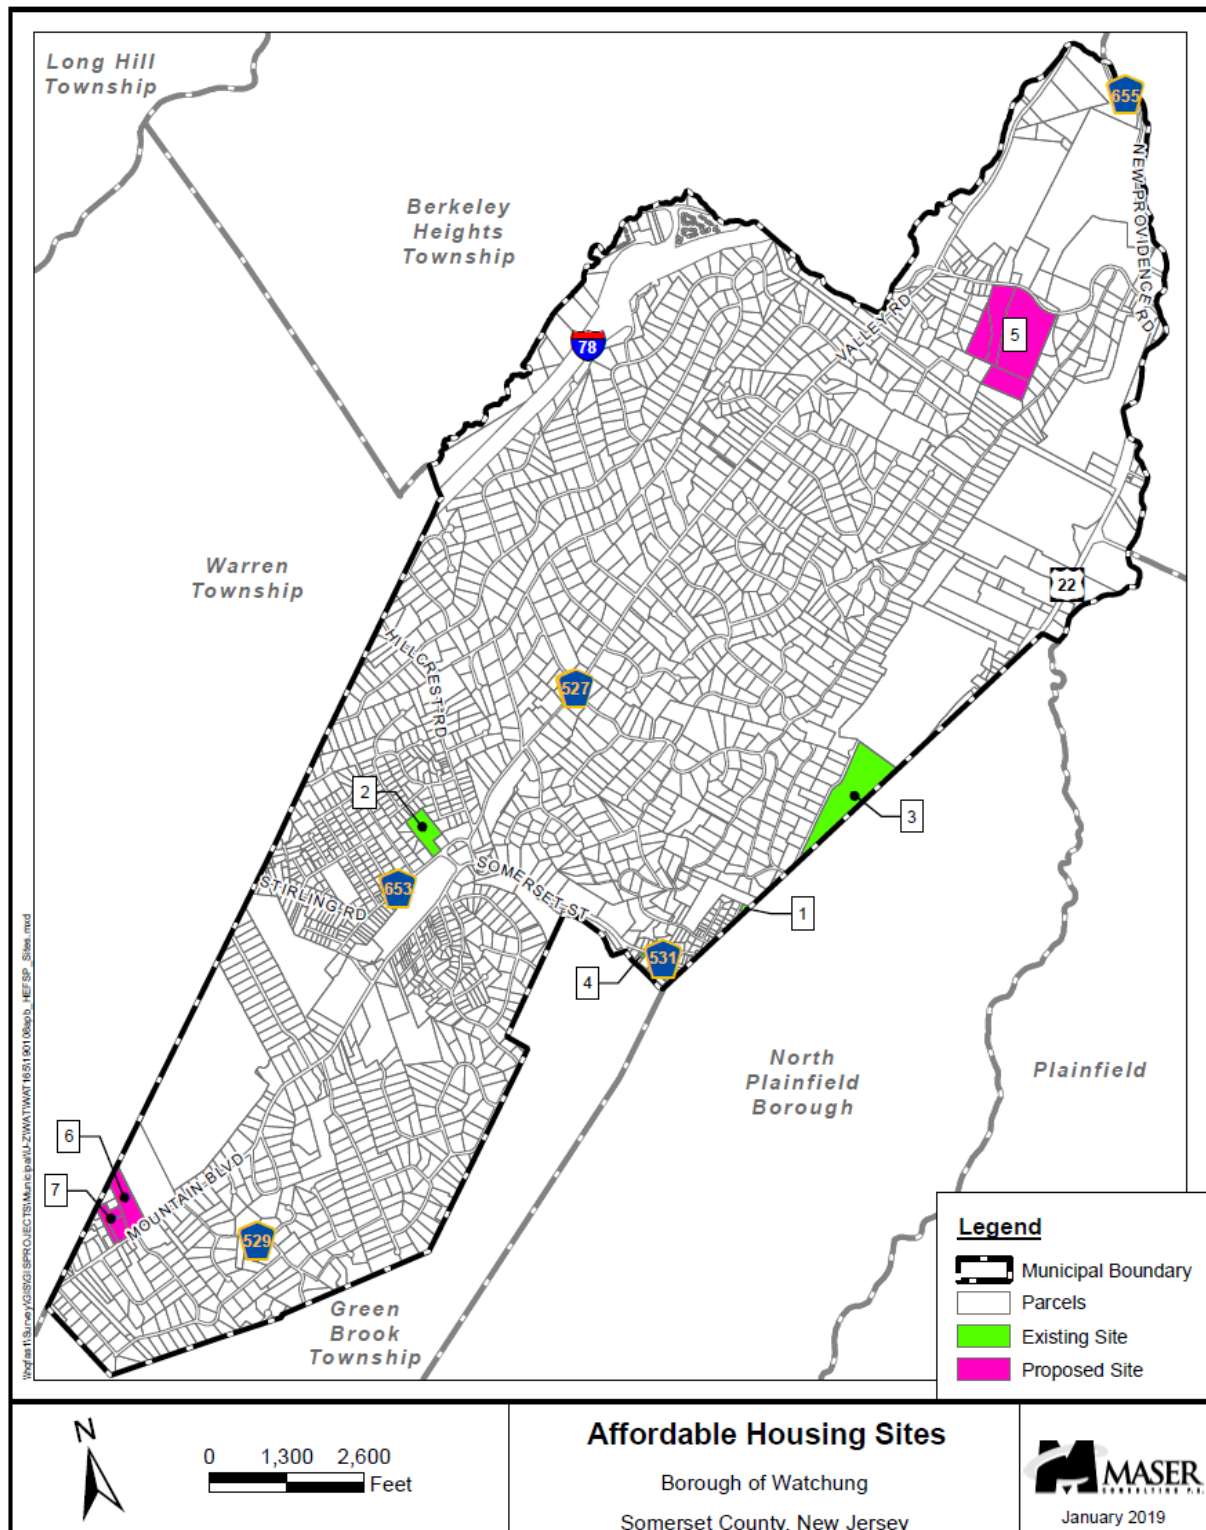 Long Hill
Township
655
NEW PROVIDENCE RD
Berkeley
Heights
Township
VALLEY RD
5
78
Warren
Township
22
HILLCREST RD
527
2
3
SOMERSET ST
653
STIRLING RD
1
531
4
North
Plainfield
Borough
Plainfield
6
7
MOUNTAIN BLVD
529
Green
Brook
Township
Legend
Municipal Boundary
Parcels
Existing Site
Proposed Site
N
0 1,300 2,600
Feet
Affordable Housing Sites
Borough of Watchung
Somerset County, New Jersey
MASER
CONSULTING P.A.
January 2019